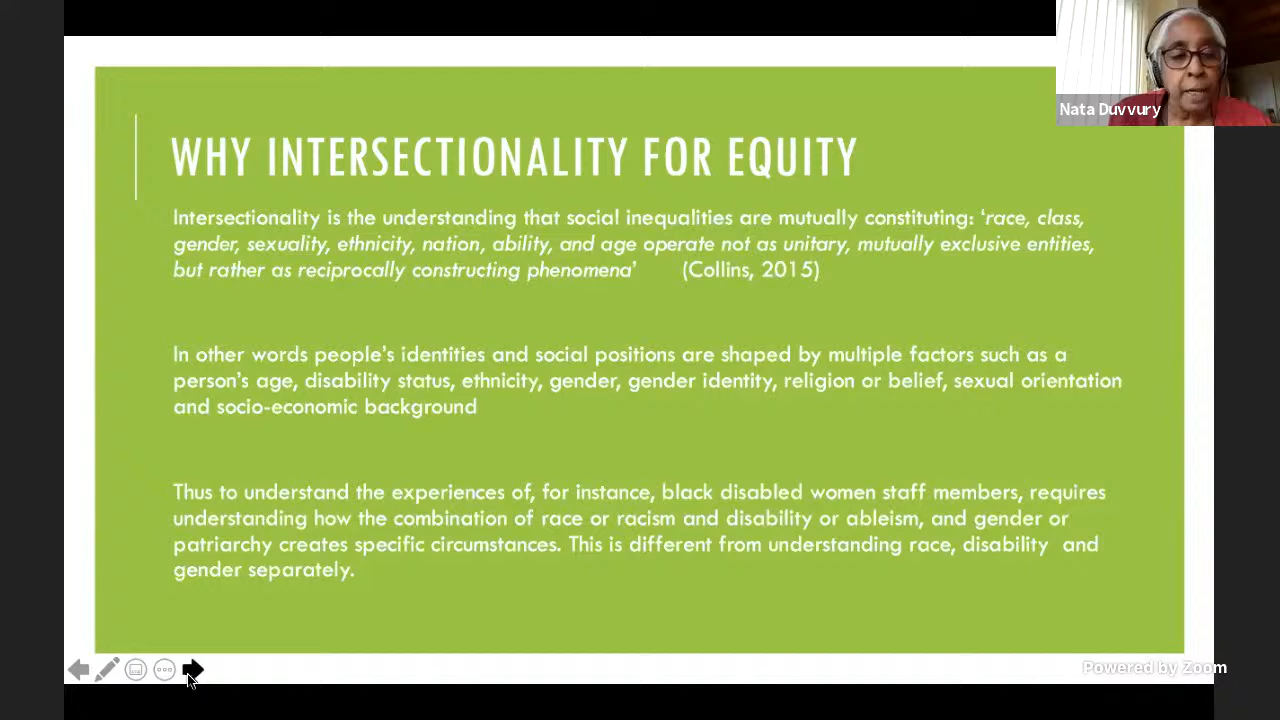 Nata Duvvury
WHY INTERSECTIONALITY FOR EQUITY
Intersectionality is the understanding that social inequalities are mutually constituting: ‘race, class,
gender, sexuality, ethnicity, nation, ability, and age operate not as unitary, mutually exclusive entities,
but rather as reciprocally constructing phenomena’ (Collins, 2015)
In other words people’s identities and social positions are shaped by multiple factors such as a
person’s age, disability status, ethnicity, gender, gender identity, religion or belief, sexual orientation
and socio-economic background
Thus to understand the experiences of, for instance, black disabled women staff members, requires
understanding how the combination of race or racism and disability or ableism, and gender or
patriarchy creates specific circumstances. This is different from understanding race, disability and
gender separately.
Powered by Zoom